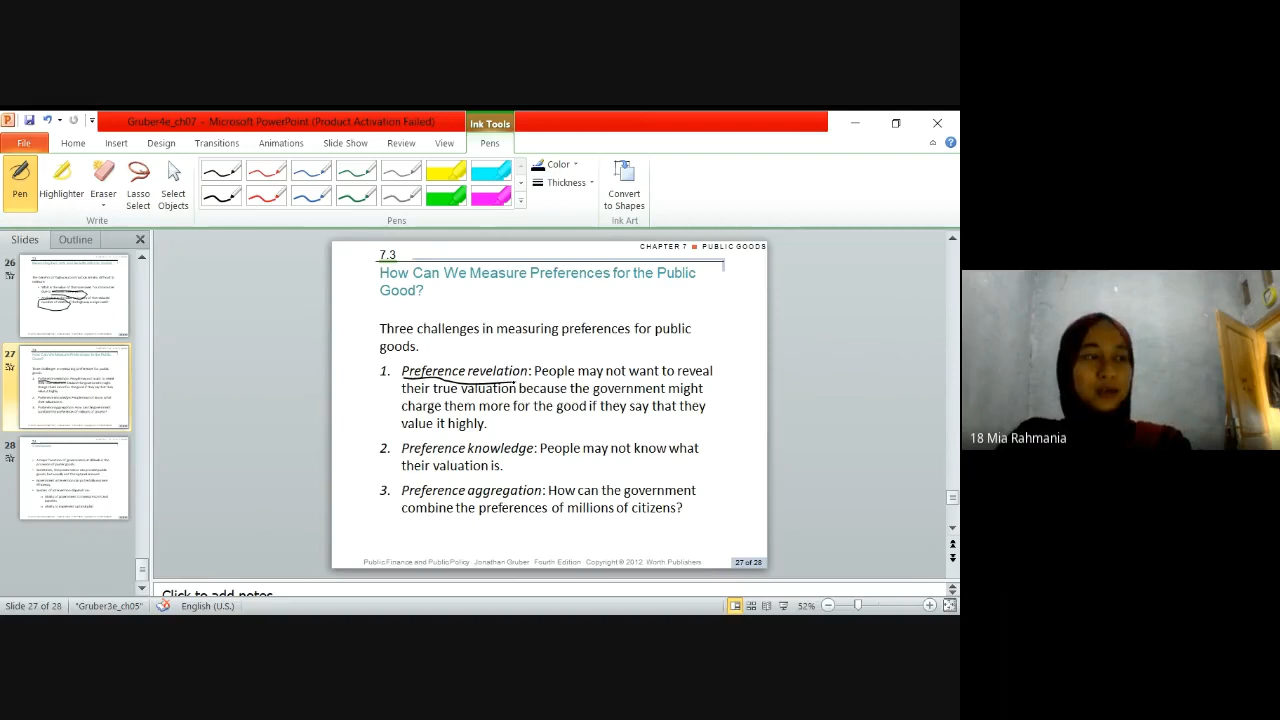 Gruber4e_ch07 - Microsoft PowerPoint (Product Activation Failed)
Ink Tools
File
Home
Insert
Design
Transitions
Animations
Slide Show
Review
View
Pens
Pen
Highlighter
Eraser
Lasso Select
Select Objects
Color
Thickness
Convert to Shapes
Write
Pens
Ink Art
Slides
Outline
26
27
28
CHAPTER 7 ■ PUBLIC GOODS
7.3
How Can We Measure Preferences for the Public
Good?
Three challenges in measuring preferences for public
goods.
1. Preference revelation: People may not want to reveal
their true valuation because the government might
charge them more for the good if they say that they
value it highly.
2. Preference knowledge: People may not know what
their valuation is.
3. Preference aggregation: How can the government
combine the preferences of millions of citizens?
Public Finance and Public Policy Jonathan Gruber Fourth Edition Copyright © 2012 Worth Publishers
27 of 28
Click to add notes
Slide 27 of 28
"Gruber3e_ch05"
English (U.S.)
52%
18 Mia Rahmania